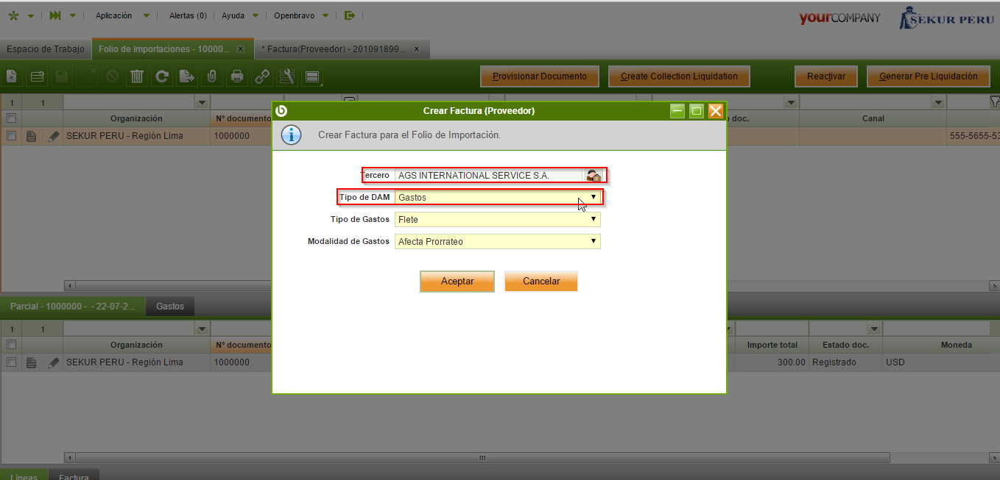 Aplicación Alertas (0) Ayuda Openbravo
yourCOMPANY SEKUR PERU
Espacio de Trabajo Folio de Importaciones - 10000... x * Factura(Proveedor) - 201091899... x
Provisionar Documento Create Collection Liquidation Reactivar Generar Pre Liquidación
1 1
Organización Nº documento doc. Canal
SEKUR PERU - Región Lima 1000000 555-5655-53
Crear Factura (Proveedor)
Crear Factura para el Folio de Importación.
Tercero AGS INTERNATIONAL SERVICE S.A.
Tipo de DAM Gastos
Tipo de Gastos Flete
Modalidad de Gastos Afecta Prorrateo
Aceptar Cancelar
Parcial - 1000000 - - 22-07-2... Gastos
1 1
Organización Nº documento Importe total Estado doc. Moneda
SEKUR PERU - Región Lima 1000000 300.00 Registrado USD
Líneas Factura